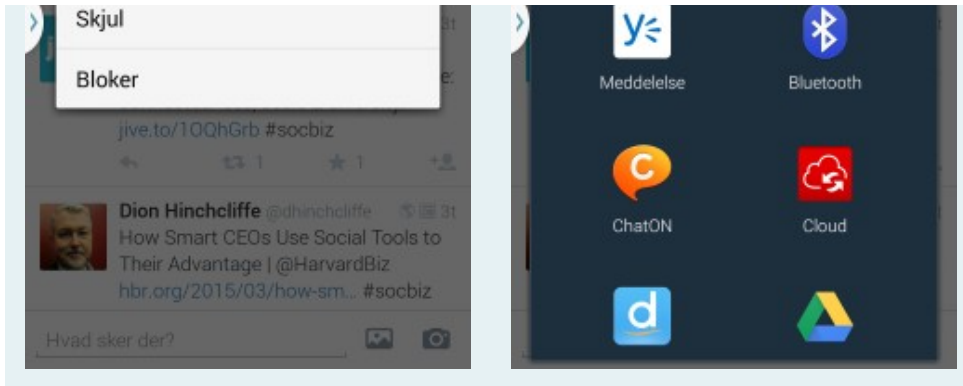 Skjul
3t
Bloker
e:
jive.to/1OQhGrb #socbiz
1 1
Dion Hinchcliffe @dhinchcliffe 3t
How Smart CEOs Use Social Tools to
Their Advantage | @HarvardBiz
hbr.org/2015/03/how-sm... #socbiz
Hvad sker der?
Meddelelse
Bluetooth
ChatON
Cloud